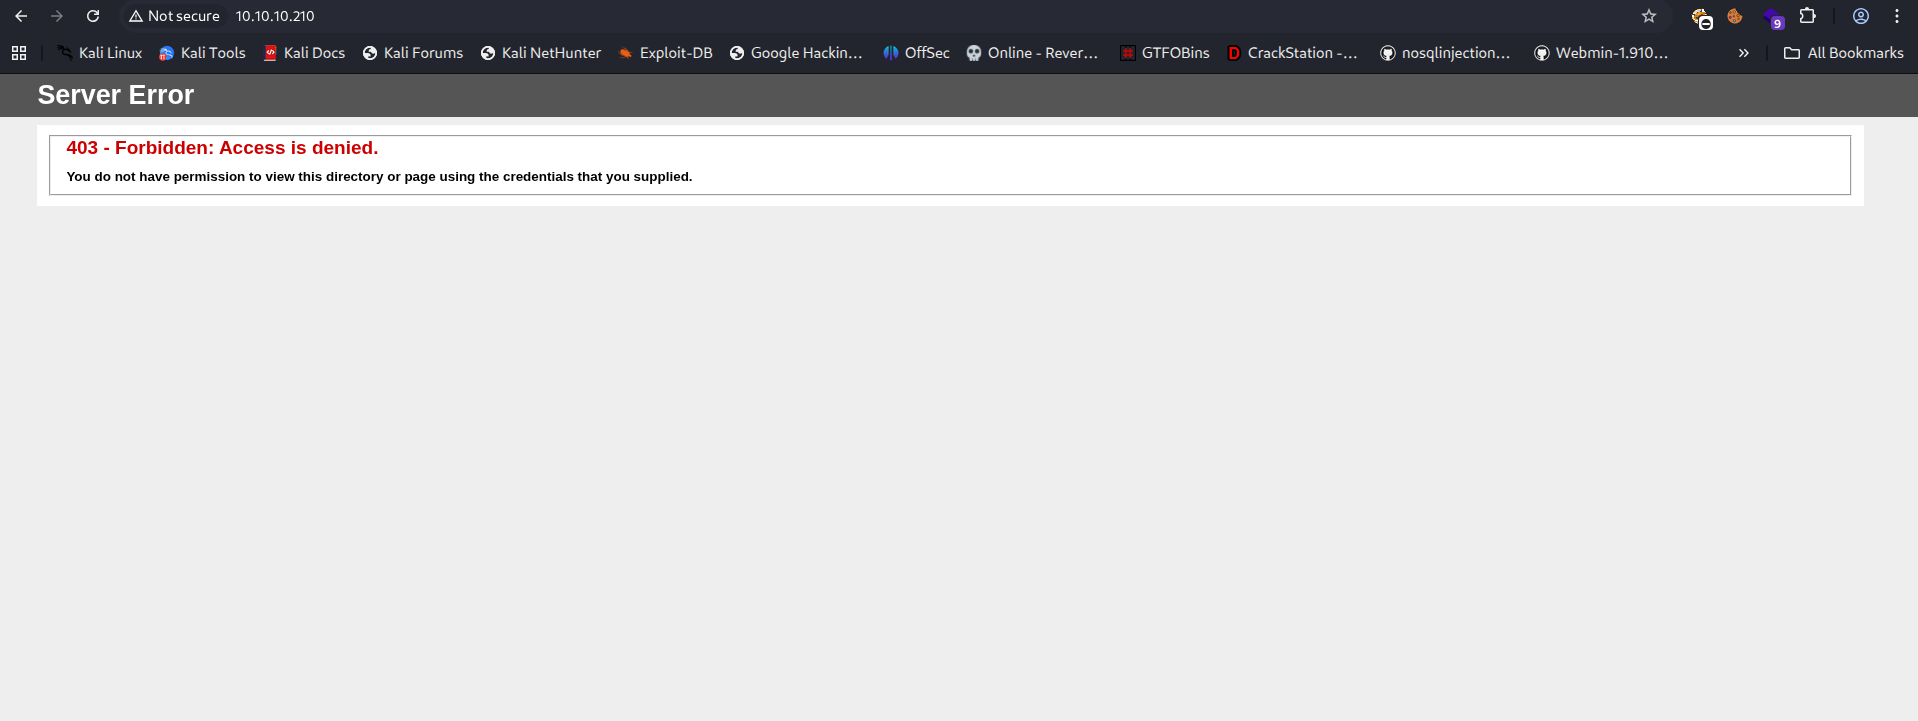 Not secure 10.10.10.210
9
Kali Linux Kali Tools Kali Docs Kali Forums Kali NetHunter Exploit-DB Google Hackin... OffSec Online - Rever... GTFOBins CrackStation -... nosqlinjection... Webmin-1.910... » All Bookmarks
Server Error
403 - Forbidden: Access is denied.
You do not have permission to view this directory or page using the credentials that you supplied.